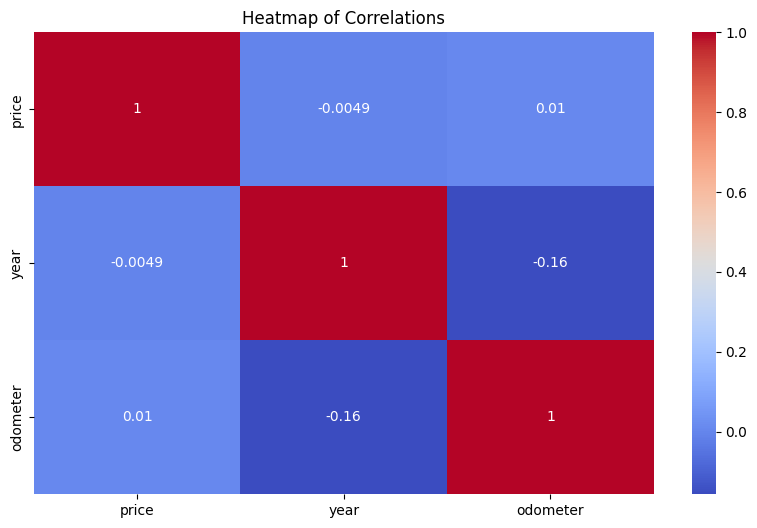 Heatmap of Correlations
price
1
-0.0049
0.01
year
-0.0049
1
-0.16
odometer
0.01
-0.16
1
price
year
odometer
1.0
0.8
0.6
0.4
0.2
0.0